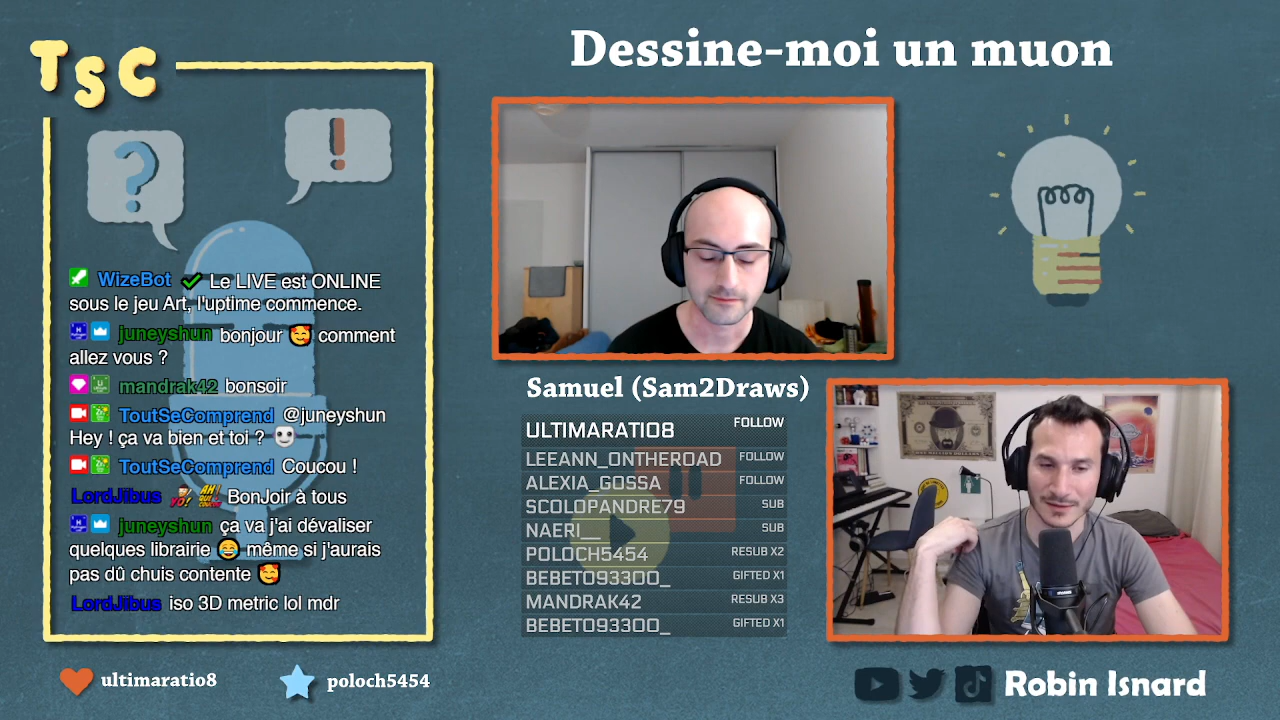 TSC
Dessine-moi un muon
WizeBot Le LIVE est ONLINE
sous le jeu Art, l'uptime commence.
juneyshun bonjour comment
allez vous ?
mandrak42 bonsoir
ToutSeComprend @juneyshun
Hey ! ça va bien et toi ?
ToutSeComprend Coucou !
LordJibus YO! BonJoir à tous
juneyshun ça va j'ai dévaliser
quelques librairie même si j'aurais
pas dû chuis contente
LordJibus iso 3D metric lol mdr
ultimaratio8
poloch5454
Samuel (Sam2Draws)
ULTIMARATIO8 FOLLOW
LEEANN_ONTHEROAD FOLLOW
ALEXIA_GOSSA FOLLOW
SCOLOPANDRE79 SUB
NAERI__ SUB
POLOCH5454 RESUB X2
BEBETO93300_ GIFTED X1
MANDRAK42 RESUB X3
BEBETO93300_ GIFTED X1
Robin Isnard